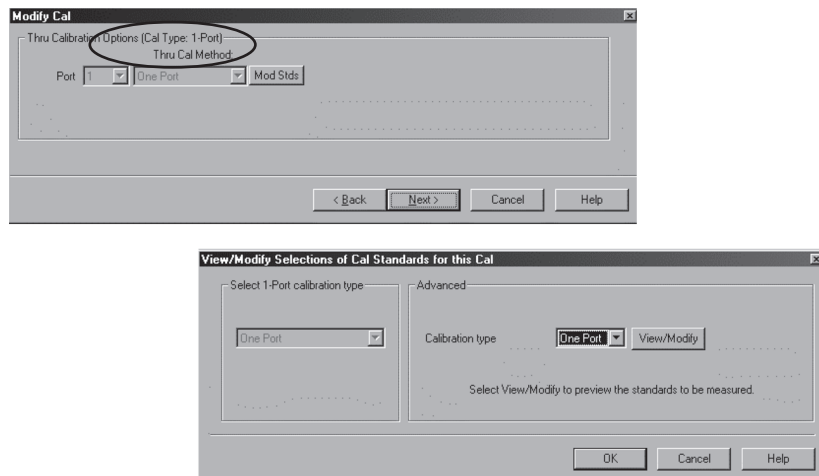 Modify Cal
Thru Calibration Options (Cal Type: 1-Port)
Thru Cal Method:
Port 1 One Port Mod Stds
< Back Next > Cancel Help
View/Modify Selections of Cal Standards for this Cal
Select 1-Port calibration type
Advanced
One Port
Calibration type One Port View/Modify
Select View/Modify to preview the standards to be measured.
OK Cancel Help